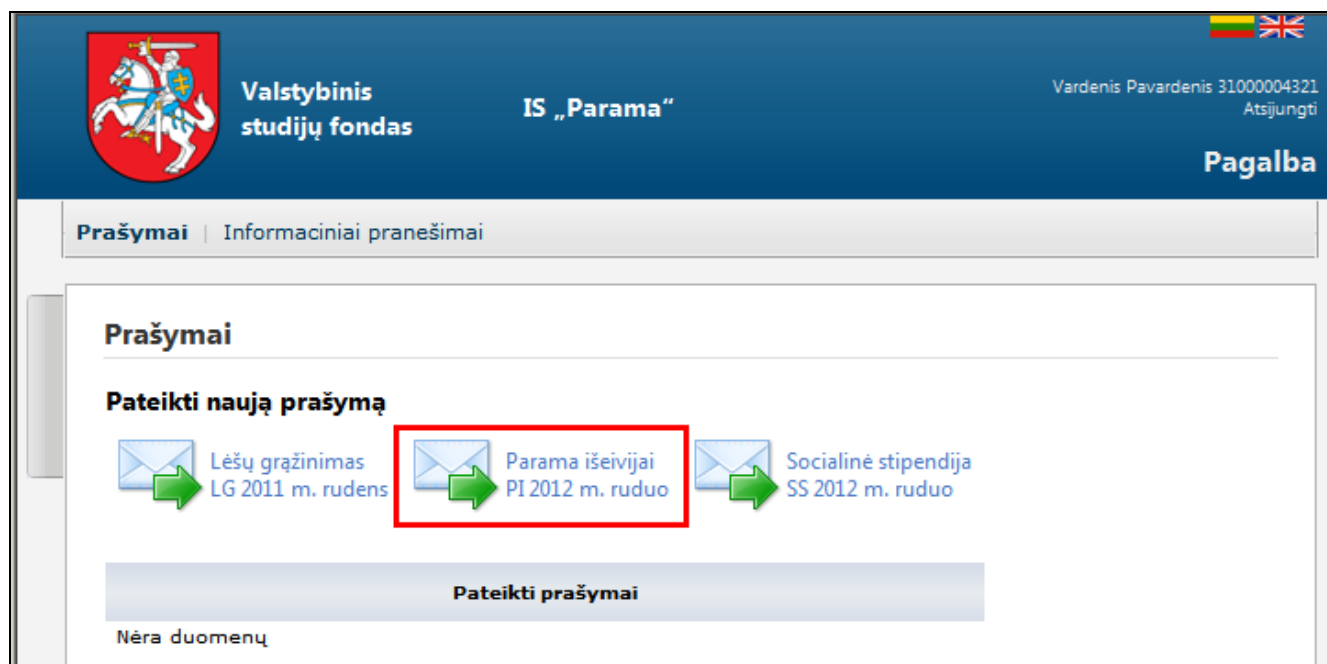 Valstybinis
studijų fondas
IS „Parama“
Vardenis Pavardenis 31000004321
Atsijungti
Pagalba
Prašymai | Informaciniai pranešimai
Prašymai
Pateikti naują prašymą
Lėšų grąžinimas
LG 2011 m. rudens
Parama išeivijai
PI 2012 m. ruduo
Socialinė stipendija
SS 2012 m. ruduo
Pateikti prašymai
Nėra duomenų